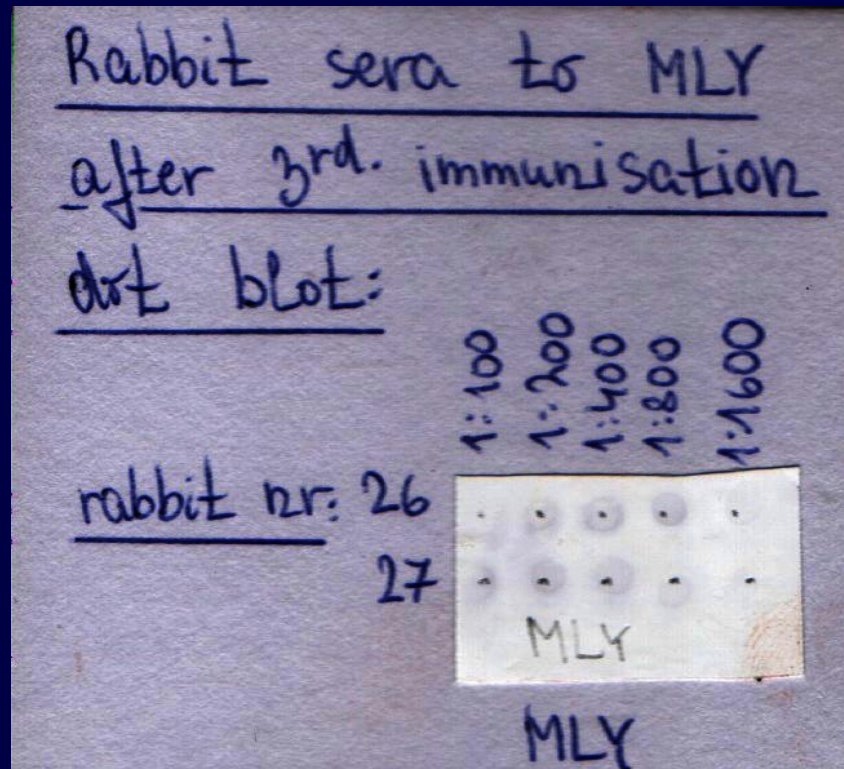 Rabbit sera to MLY
after 3rd. immunisation
dot blot:
1:100 1:200 1:400 1:800 1:1600
rabbit nr: 26
27
MLY
MLY